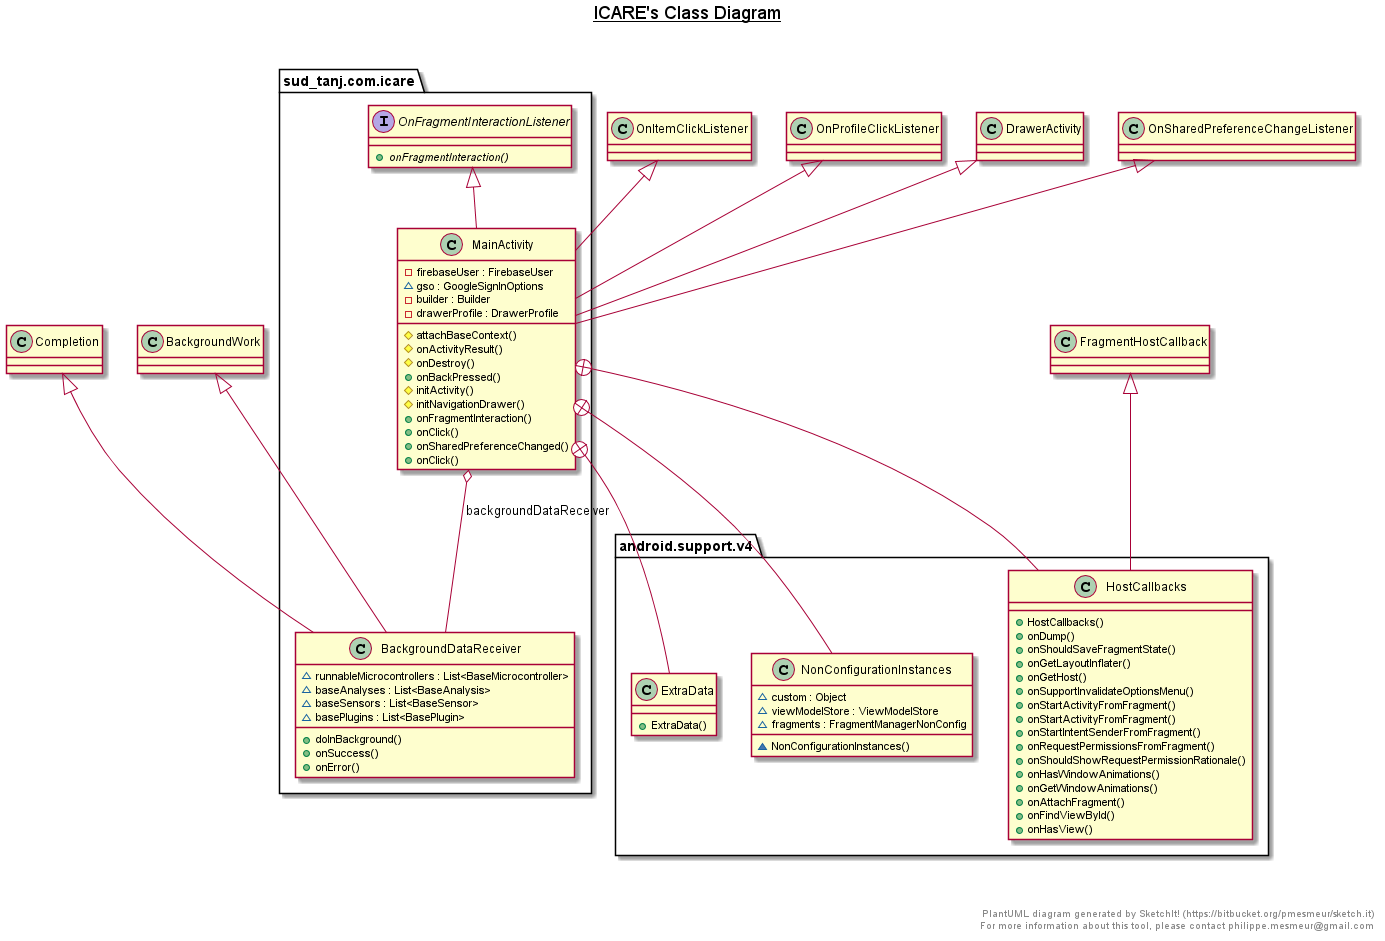 ICARE's Class Diagram
sud_tanj.com.icare
I OnFragmentInteractionListener
onFragmentInteraction()
C OnItemClickListener
C OnProfileClickListener
C DrawerActivity
C OnSharedPreferenceChangeListener
C MainActivity
firebaseUser : FirebaseUser
gso : GoogleSignInOptions
builder : Builder
drawerProfile : DrawerProfile
attachBaseContext()
onActivityResult()
onDestroy()
onBackPressed()
initActivity()
initNavigationDrawer()
onFragmentInteraction()
onClick()
onSharedPreferenceChanged()
onClick()
C Completion
C BackgroundWork
C FragmentHostCallback
backgroundDataReceiver
android.support.v4
C BackgroundDataReceiver
runnableMicrocontrollers : List<BaseMicrocontroller>
baseAnalyses : List<BaseAnalysis>
baseSensors : List<BaseSensor>
basePlugins : List<BasePlugin>
doInBackground()
onSuccess()
onError()
C ExtraData
ExtraData()
C NonConfigurationInstances
custom : Object
viewModelStore : ViewModelStore
fragments : FragmentManagerNonConfig
NonConfigurationInstances()
C HostCallbacks
HostCallbacks()
onDump()
onShouldSaveFragmentState()
onGetLayoutInflater()
onGetHost()
onSupportInvalidateOptionsMenu()
onStartActivityFromFragment()
onStartActivityFromFragment()
onStartIntentSenderFromFragment()
onRequestPermissionsFromFragment()
onShouldShowRequestPermissionRationale()
onHasWindowAnimations()
onGetWindowAnimations()
onAttachFragment()
onFindViewById()
onHasView()
PlantUML diagram generated by SketchIt! (https://bitbucket.org/pmesmeur/sketch.it)
For more information about this tool, please contact philippe.mesmeur@gmail.com